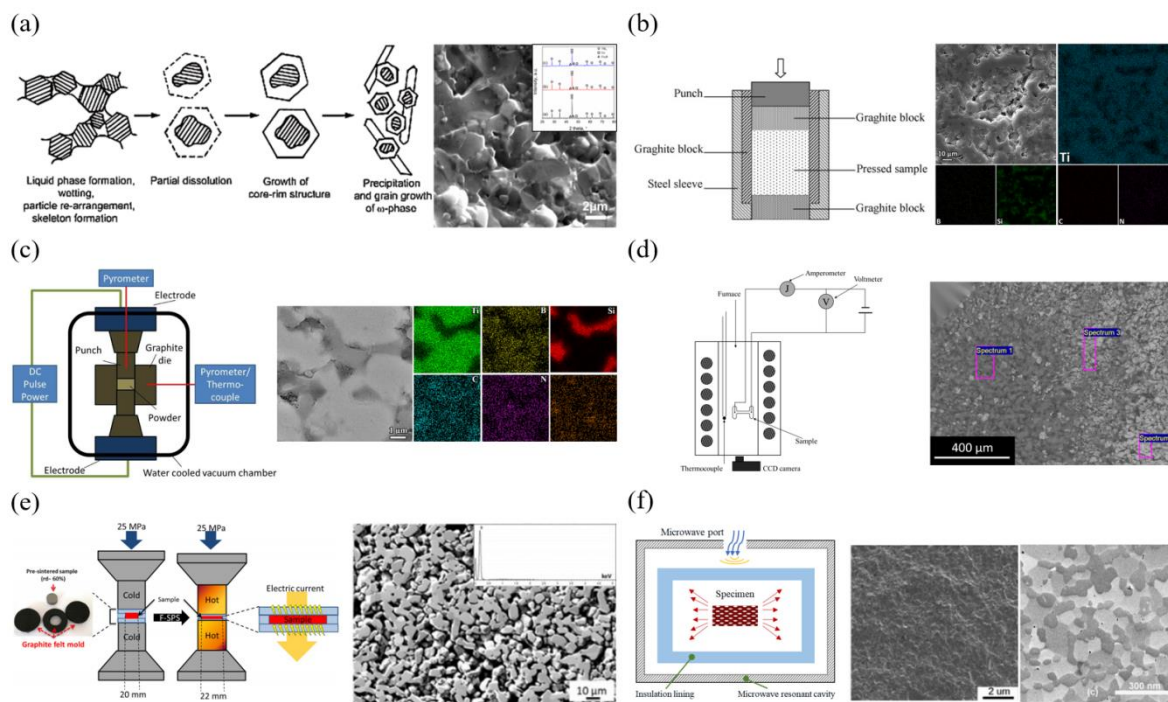 (a)
Liquid phase formation,
wetting,
particle re-arrangement,
skeleton formation
Partial dissolution
Growth of
core-rim structure
Precipitation
and grain growth
of ω-phase
2μm
(b)
Punch
Graghite block
Graghite block
Steel sleeve
Pressed sample
Graghite block
10 μm
Ti
B
Si
C
N
(c)
Pyrometer
Electrode
Punch
Graphite
die
DC
Pulse
Power
Pyrometer/
Thermo-
couple
Powder
Electrode
Water cooled vacuum chamber
1 μm
Ti
B
Si
C
N
(d)
Amperometer
J
Voltmeter
V
Furnace
Sample
Thermocouple
CCD camera
Spectrum 1
Spectrum 3
Spectrum
400 μm
(e)
25 MPa
25 MPa
Pre-sintered sample
(rd- 60%)
Cold
Sample
Hot
Electric current
F-SPS
Sample
Graphite felt mold
Cold
Hot
20 mm
22 mm
keV
10 μm
(f)
Microwave port
Specimen
Insulation lining
Microwave resonant cavity
2 um
(c)
300 nm